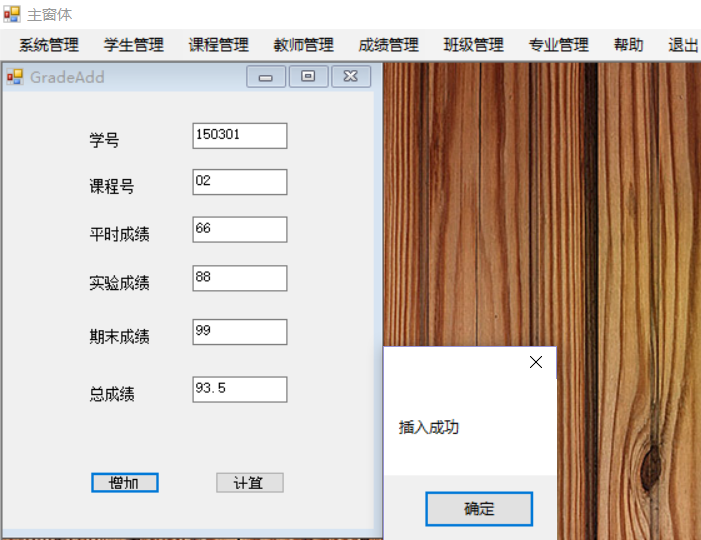 主窗体
系统管理 学生管理 课程管理 教师管理 成绩管理 班级管理 专业管理 帮助 退出
GradeAdd
学号 150301
课程号 02
平时成绩 66
实验成绩 88
期末成绩 99
总成绩 93.5
增加 计算
插入成功
确定